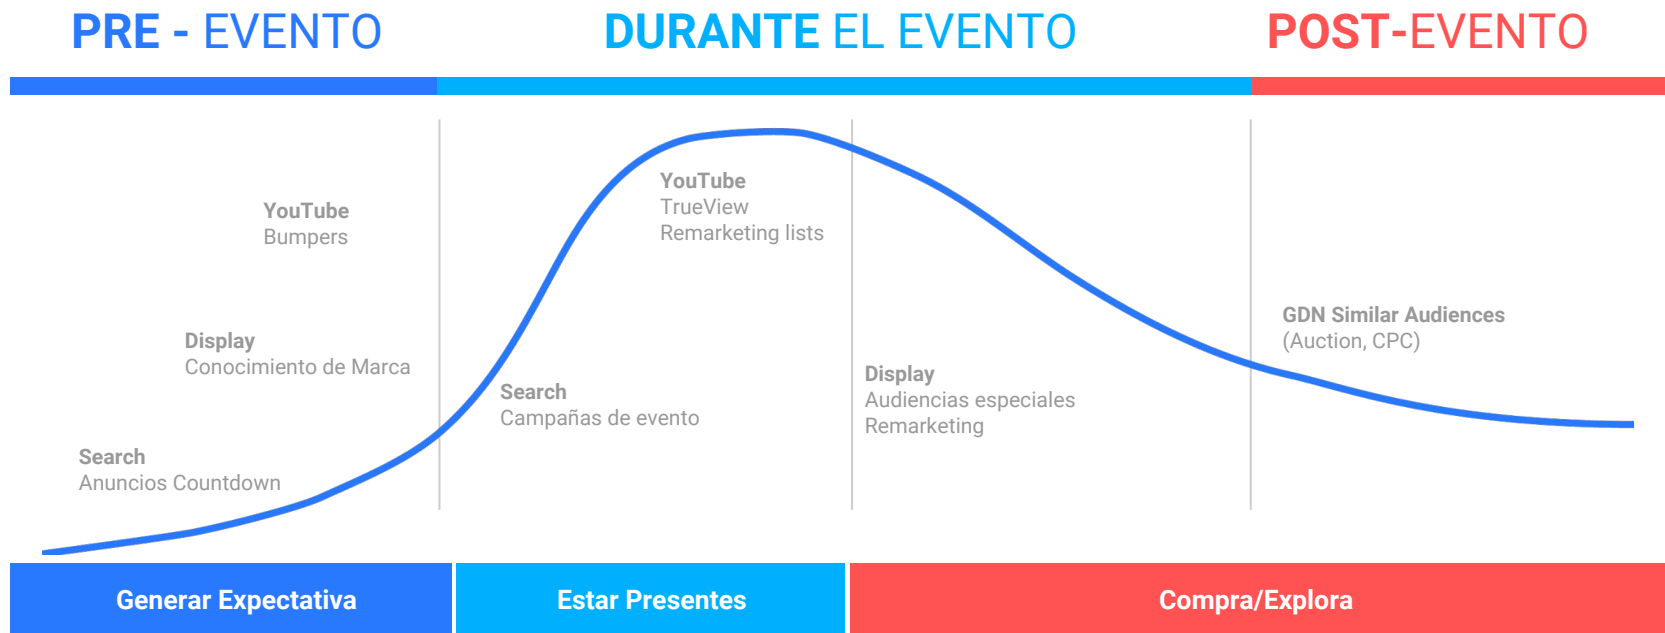 PRE - EVENTO
DURANTE EL EVENTO
POST-EVENTO
YouTube
Bumpers
Display
Conocimiento de Marca
Search
Anuncios Countdown
YouTube
TrueView
Remarketing lists
Search
Campañas de evento
Display
Audiencias especiales
Remarketing
GDN Similar Audiences
(Auction, CPC)
Generar Expectativa
Estar Presentes
Compra/Explora